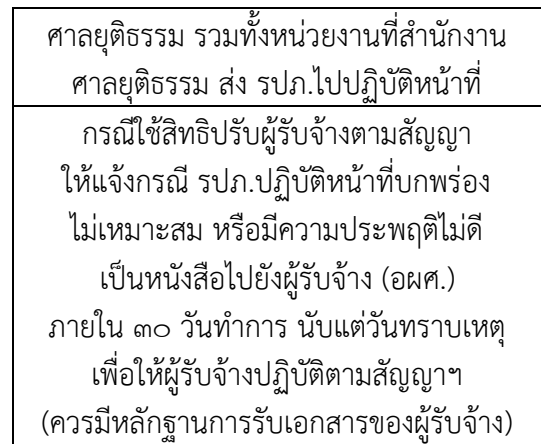 ศาลยุติธรรม รวมทั้งหน่วยงานที่สำนักงาน
ศาลยุติธรรม ส่ง รปภ.ไปปฏิบัติหน้าที่
กรณีใช้สิทธิปรับผู้รับจ้างตามสัญญา
ให้แจ้งกรณี รปภ.ปฏิบัติหน้าที่บกพร่อง
ไม่เหมาะสม หรือมีความประพฤติไม่ดี
เป็นหนังสือไปยังผู้รับจ้าง (อผศ.)
ภายใน ๓๐ วันทำการ นับแต่วันทราบเหตุ
เพื่อให้ผู้รับจ้างปฏิบัติตามสัญญาฯ
(ควรมีหลักฐานการรับเอกสารของผู้รับจ้าง)